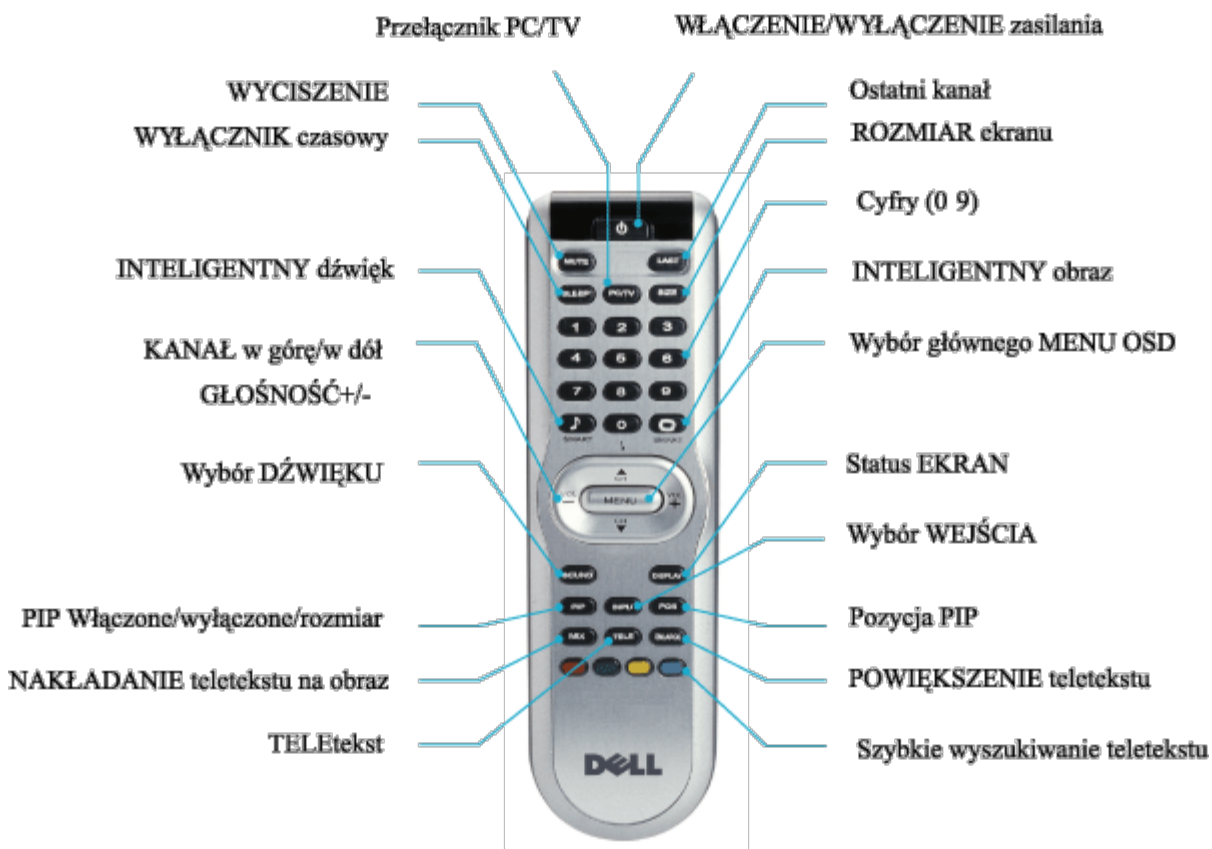 Przełącznik PC/TV
WŁĄCZENIE/WYŁĄCZENIE zasilania
WYCISZENIE
Ostatni kanał
WYŁĄCZNIK czasowy
ROZMIAR ekranu
Cyfry (0 9)
INTELIGENTNY dźwięk
INTELIGENTNY obraz
KANAŁ w górę/w dół
Wybór głównego MENU OSD
GŁOŚNOŚĆ+/-
Wybór DŹWIĘKU
Status EKRAN
Wybór WEJŚCIA
PIP Włączone/wyłączone/rozmiar
Pozycja PIP
NAKŁADANIE teletekstu na obraz
POWIĘKSZENIE teletekstu
TELEtekst
Szybkie wyszukiwanie teletekstu
MUTE
LAST
SLEEP
PC/TV
SIZE
1 2 3
4 5 6
7 8 9
0
SMART
CH
MENU
VOL
SOUND
DISPLAY
PIP
POS
MIX
TELE
DELL